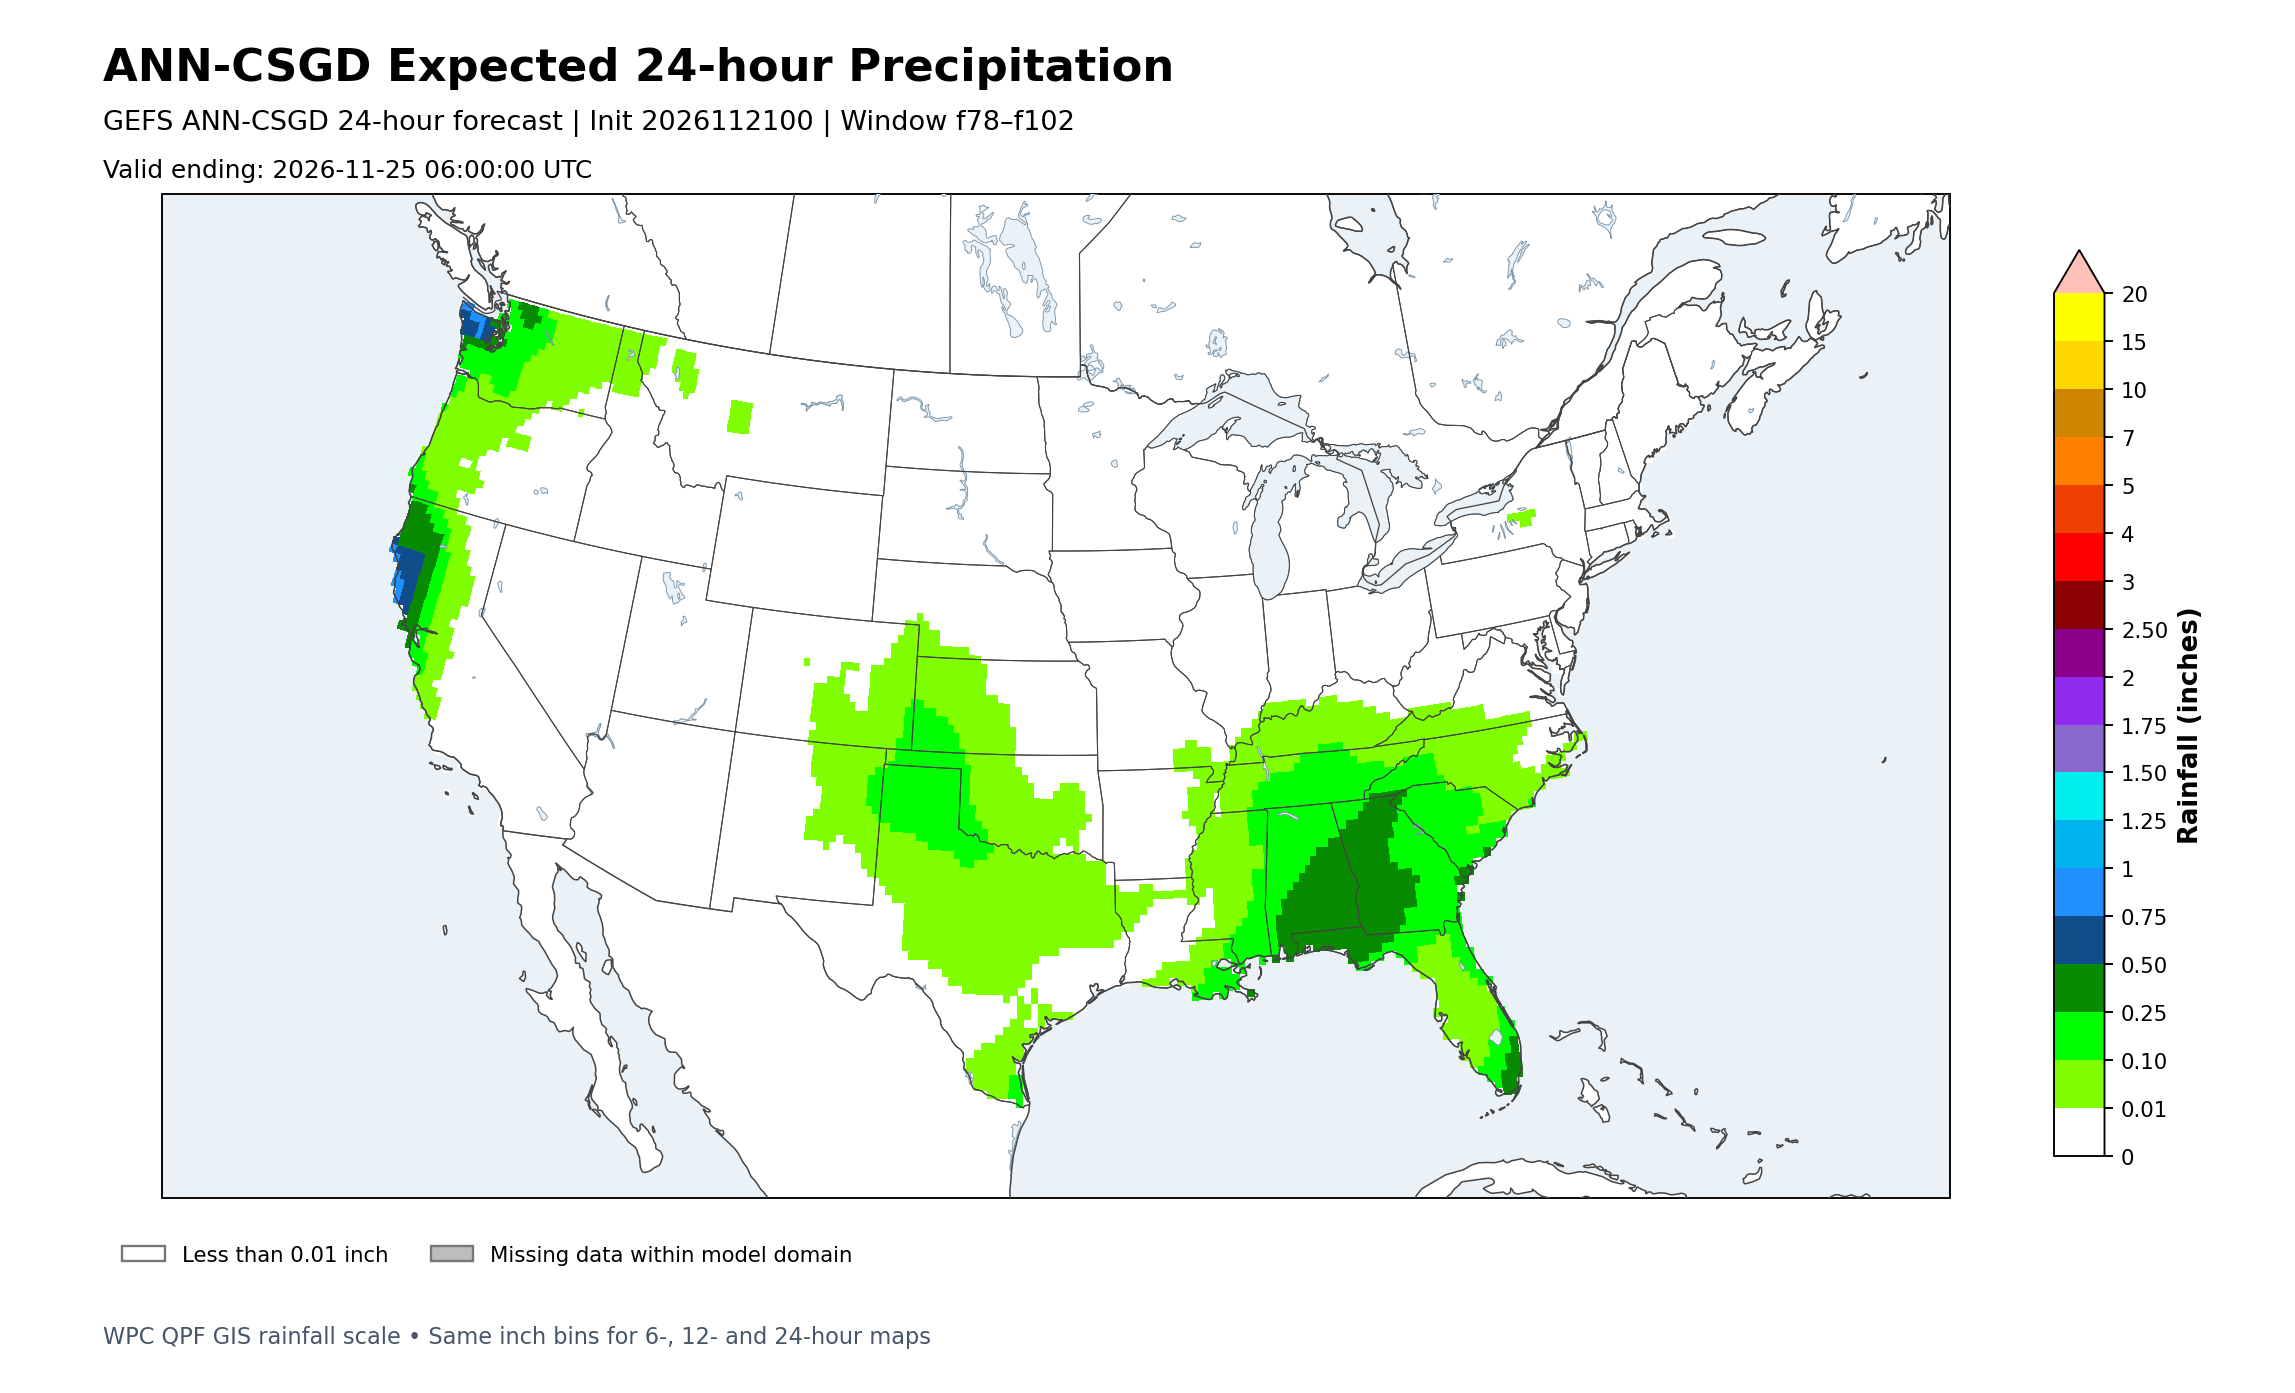 ANN-CSGD Expected 24-hour Precipitation
GEFS ANN-CSGD 24-hour forecast | Init 2026112100 | Window f78–f102
Valid ending: 2026-11-25 06:00:00 UTC
20
15
10
7
5
4
3
2.50
2
1.75
1.50
1.25
1
0.75
0.50
0.25
0.10
0.01
0
Rainfall (inches)
Less than 0.01 inch
Missing data within model domain
WPC QPF GIS rainfall scale • Same inch bins for 6-, 12- and 24-hour maps